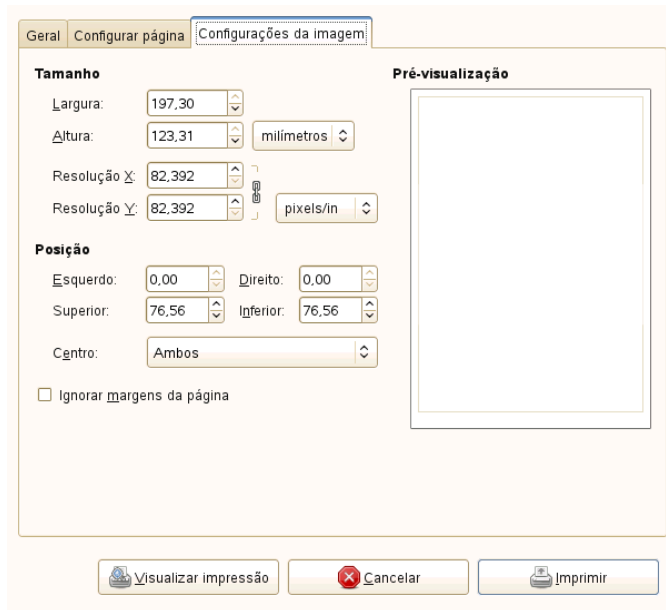 Geral Configurar página Configurações da imagem
Tamanho
Largura: 197,30
Altura: 123,31 milímetros
Resolução X: 82,392
Resolução Y: 82,392 pixels/in
Posição
Esquerdo: 0,00 Direito: 0,00
Superior: 76,56 Inferior: 76,56
Centro: Ambos
Ignorar margens da página
Pré-visualização
Visualizar impressão Cancelar Imprimir